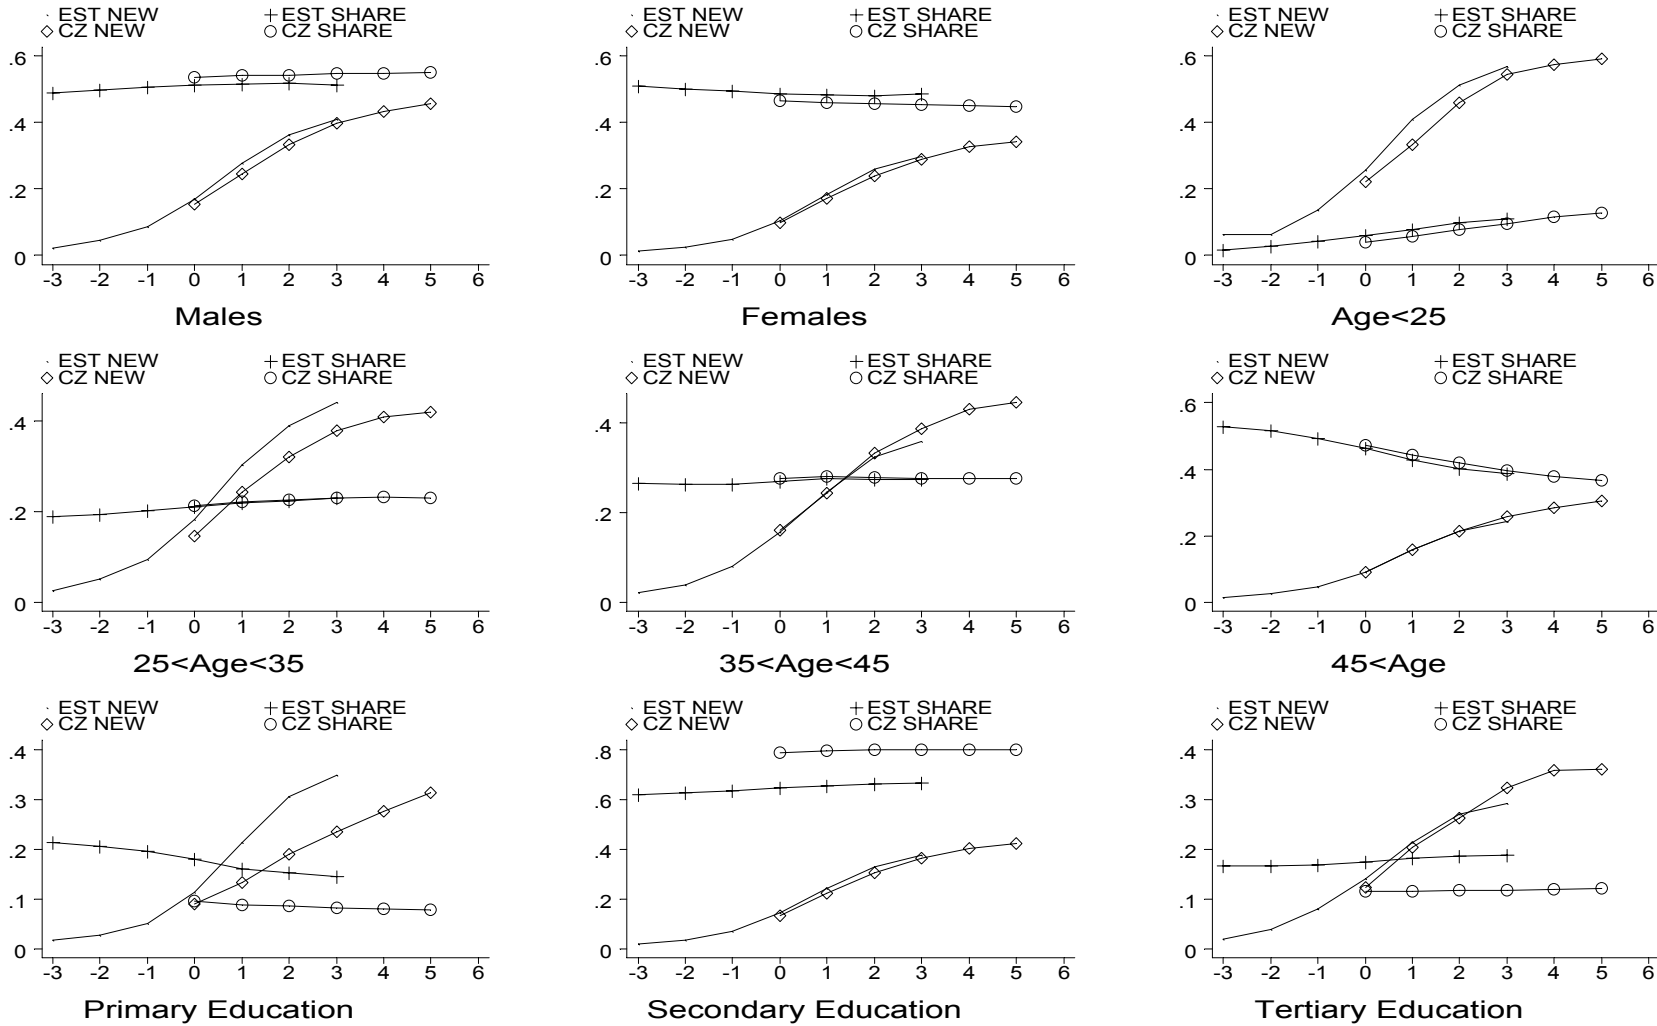 EST NEW EST SHARE
CZ NEW CZ SHARE
.6
.4
.2
0
-3 -2 -1 0 1 2 3 4 5 6
Males
EST NEW EST SHARE
CZ NEW CZ SHARE
.6
.4
.2
0
-3 -2 -1 0 1 2 3 4 5 6
Females
EST NEW EST SHARE
CZ NEW CZ SHARE
.6
.4
.2
0
-3 -2 -1 0 1 2 3 4 5 6
Age<25
EST NEW EST SHARE
CZ NEW CZ SHARE
.4
.2
0
-3 -2 -1 0 1 2 3 4 5 6
25<Age<35
EST NEW EST SHARE
CZ NEW CZ SHARE
.4
.2
0
-3 -2 -1 0 1 2 3 4 5 6
35<Age<45
EST NEW EST SHARE
CZ NEW CZ SHARE
.6
.4
.2
0
-3 -2 -1 0 1 2 3 4 5 6
45<Age
EST NEW EST SHARE
CZ NEW CZ SHARE
.4
.3
.2
.1
0
-3 -2 -1 0 1 2 3 4 5 6
Primary Education
EST NEW EST SHARE
CZ NEW CZ SHARE
.8
.6
.4
.2
0
-3 -2 -1 0 1 2 3 4 5 6
Secondary Education
EST NEW EST SHARE
CZ NEW CZ SHARE
.4
.3
.2
.1
0
-3 -2 -1 0 1 2 3 4 5 6
Tertiary Education